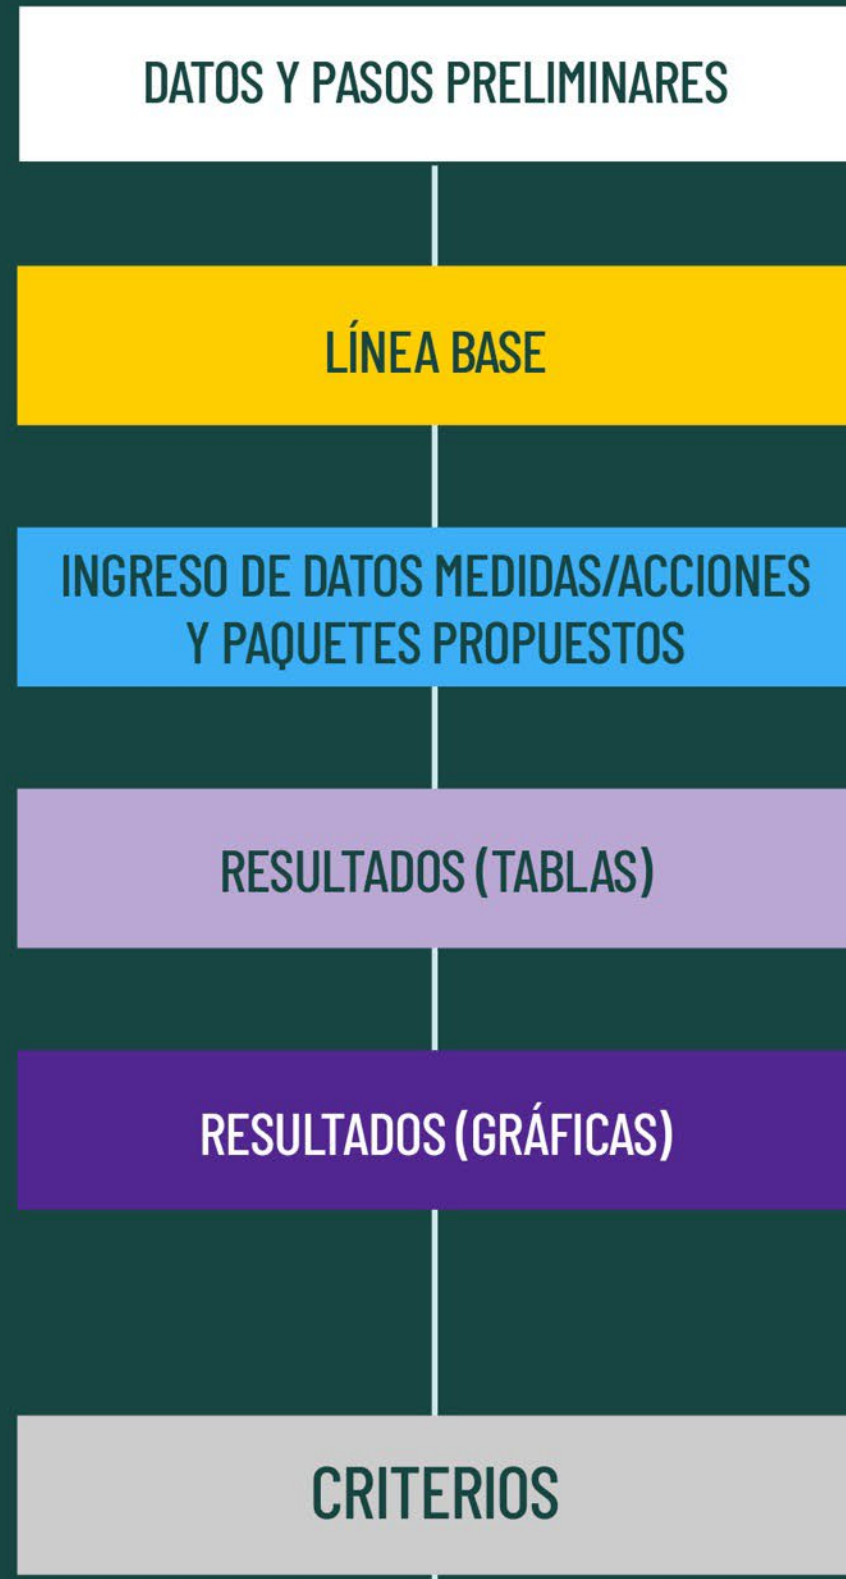 DATOS Y PASOS PRELIMINARES
LÍNEA BASE
INGRESO DE DATOS MEDIDAS/ACCIONES
Y PAQUETES PROPUESTOS
RESULTADOS (TABLAS)
RESULTADOS (GRÁFICAS)
CRITERIOS